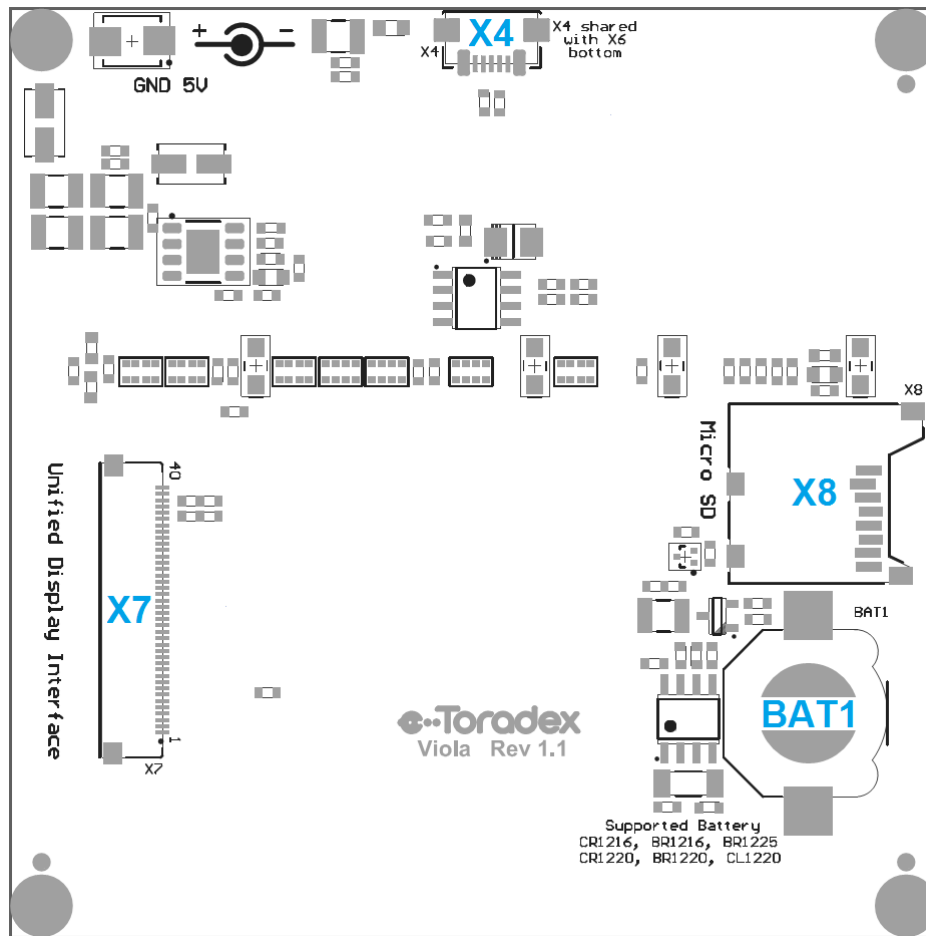 + -
X4
X4
X4 shared
with X6
bottom
GND 5V
X8
Micro SD
X8
40
Unified Display Interface
X7
1
X7
BAT1
BAT1
Toradex
Viola Rev 1.1
Supported Battery
CR1216, BR1216, BR1225
CR1220, BR1220, CL1220